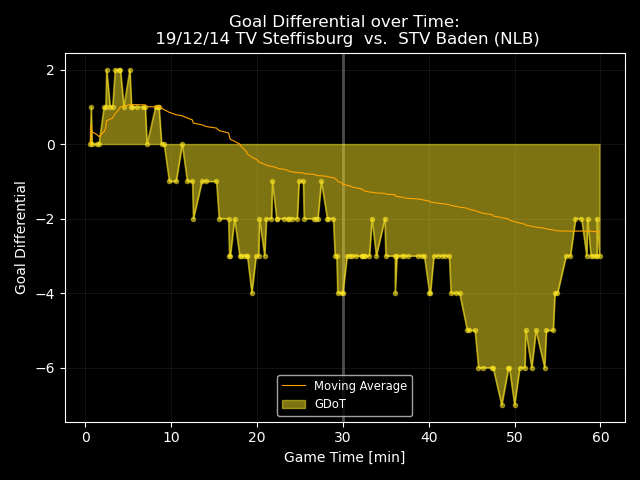 Goal Differential over Time:
19/12/14 TV Steffisburg  vs.  STV Baden (NLB)
Goal Differential
2
0
−2
−4
−6
Moving Average
GDoT
0
10
20
30
40
50
60
Game Time [min]